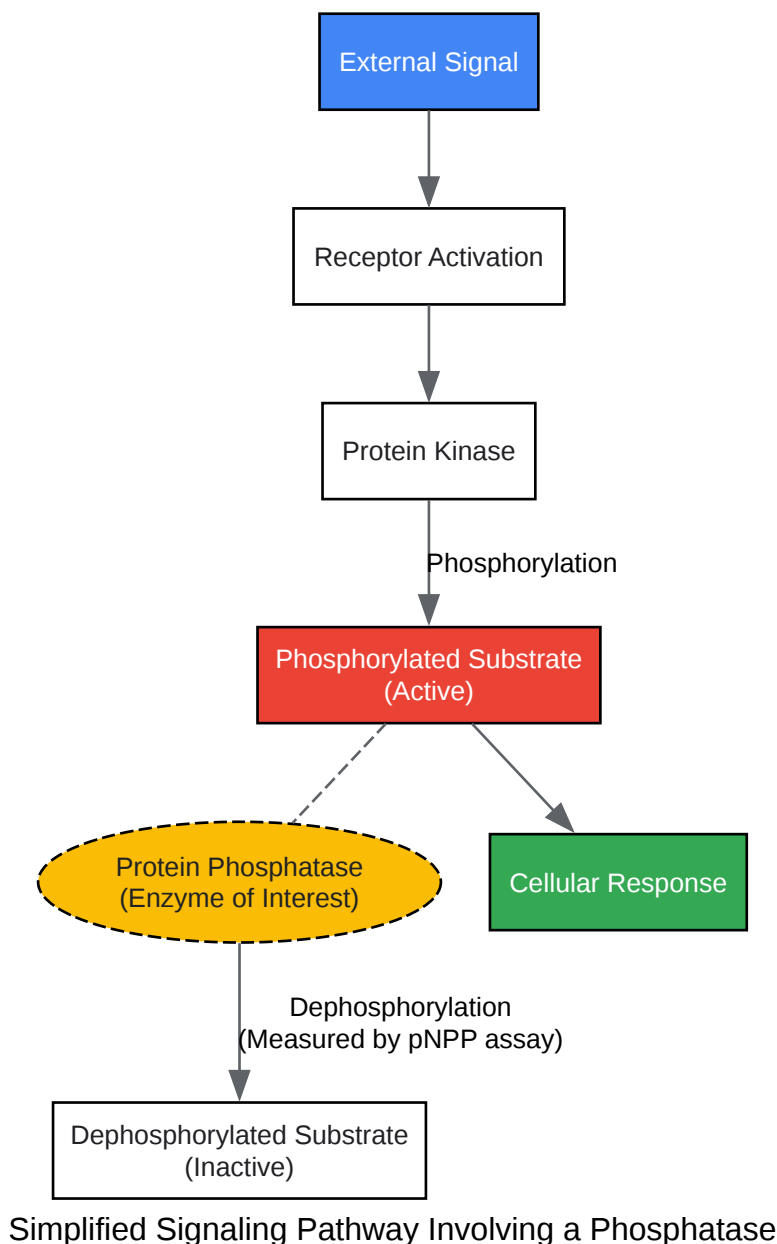 External Signal
Receptor Activation
Protein Kinase
Phosphorylation
Phosphorylated Substrate
(Active)
Protein Phosphatase
(Enzyme of Interest)
Cellular Response
Dephosphorylation
(Measured by pNPP assay)
Dephosphorylated Substrate
(Inactive)
Simplified Signaling Pathway Involving a Phosphatase